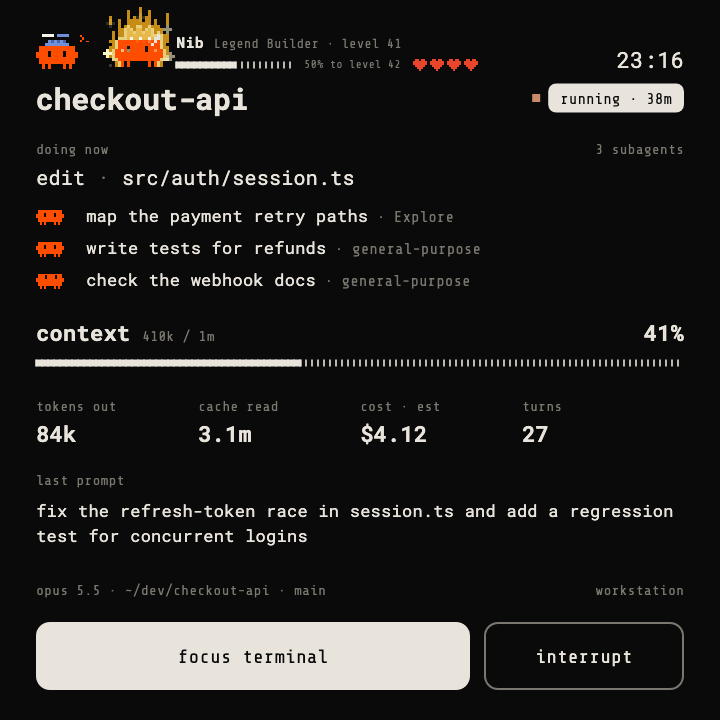 Nib Legend Builder · level 41
50% to level 42
23:16
checkout-api
running · 38m
doing now
3 subagents
edit · src/auth/session.ts
map the payment retry paths · Explore
write tests for refunds · general-purpose
check the webhook docs · general-purpose
context 410k / 1m
41%
tokens out cache read cost · est turns
84k 3.1m $4.12 27
last prompt
fix the refresh-token race in session.ts and add a regression
test for concurrent logins
opus 5.5 · ~/dev/checkout-api · main
workstation
focus terminal
interrupt